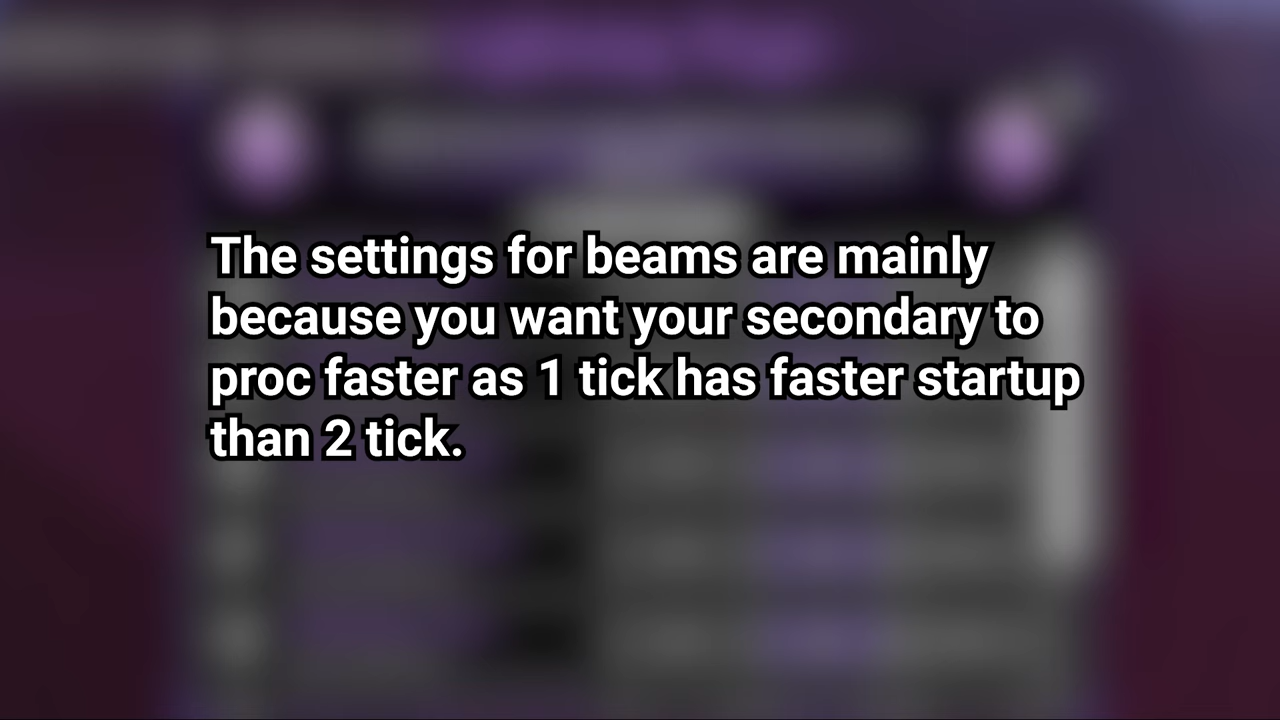 The settings for beams are mainly
because you want your secondary to
proc faster as 1 tick has faster startup
than 2 tick.